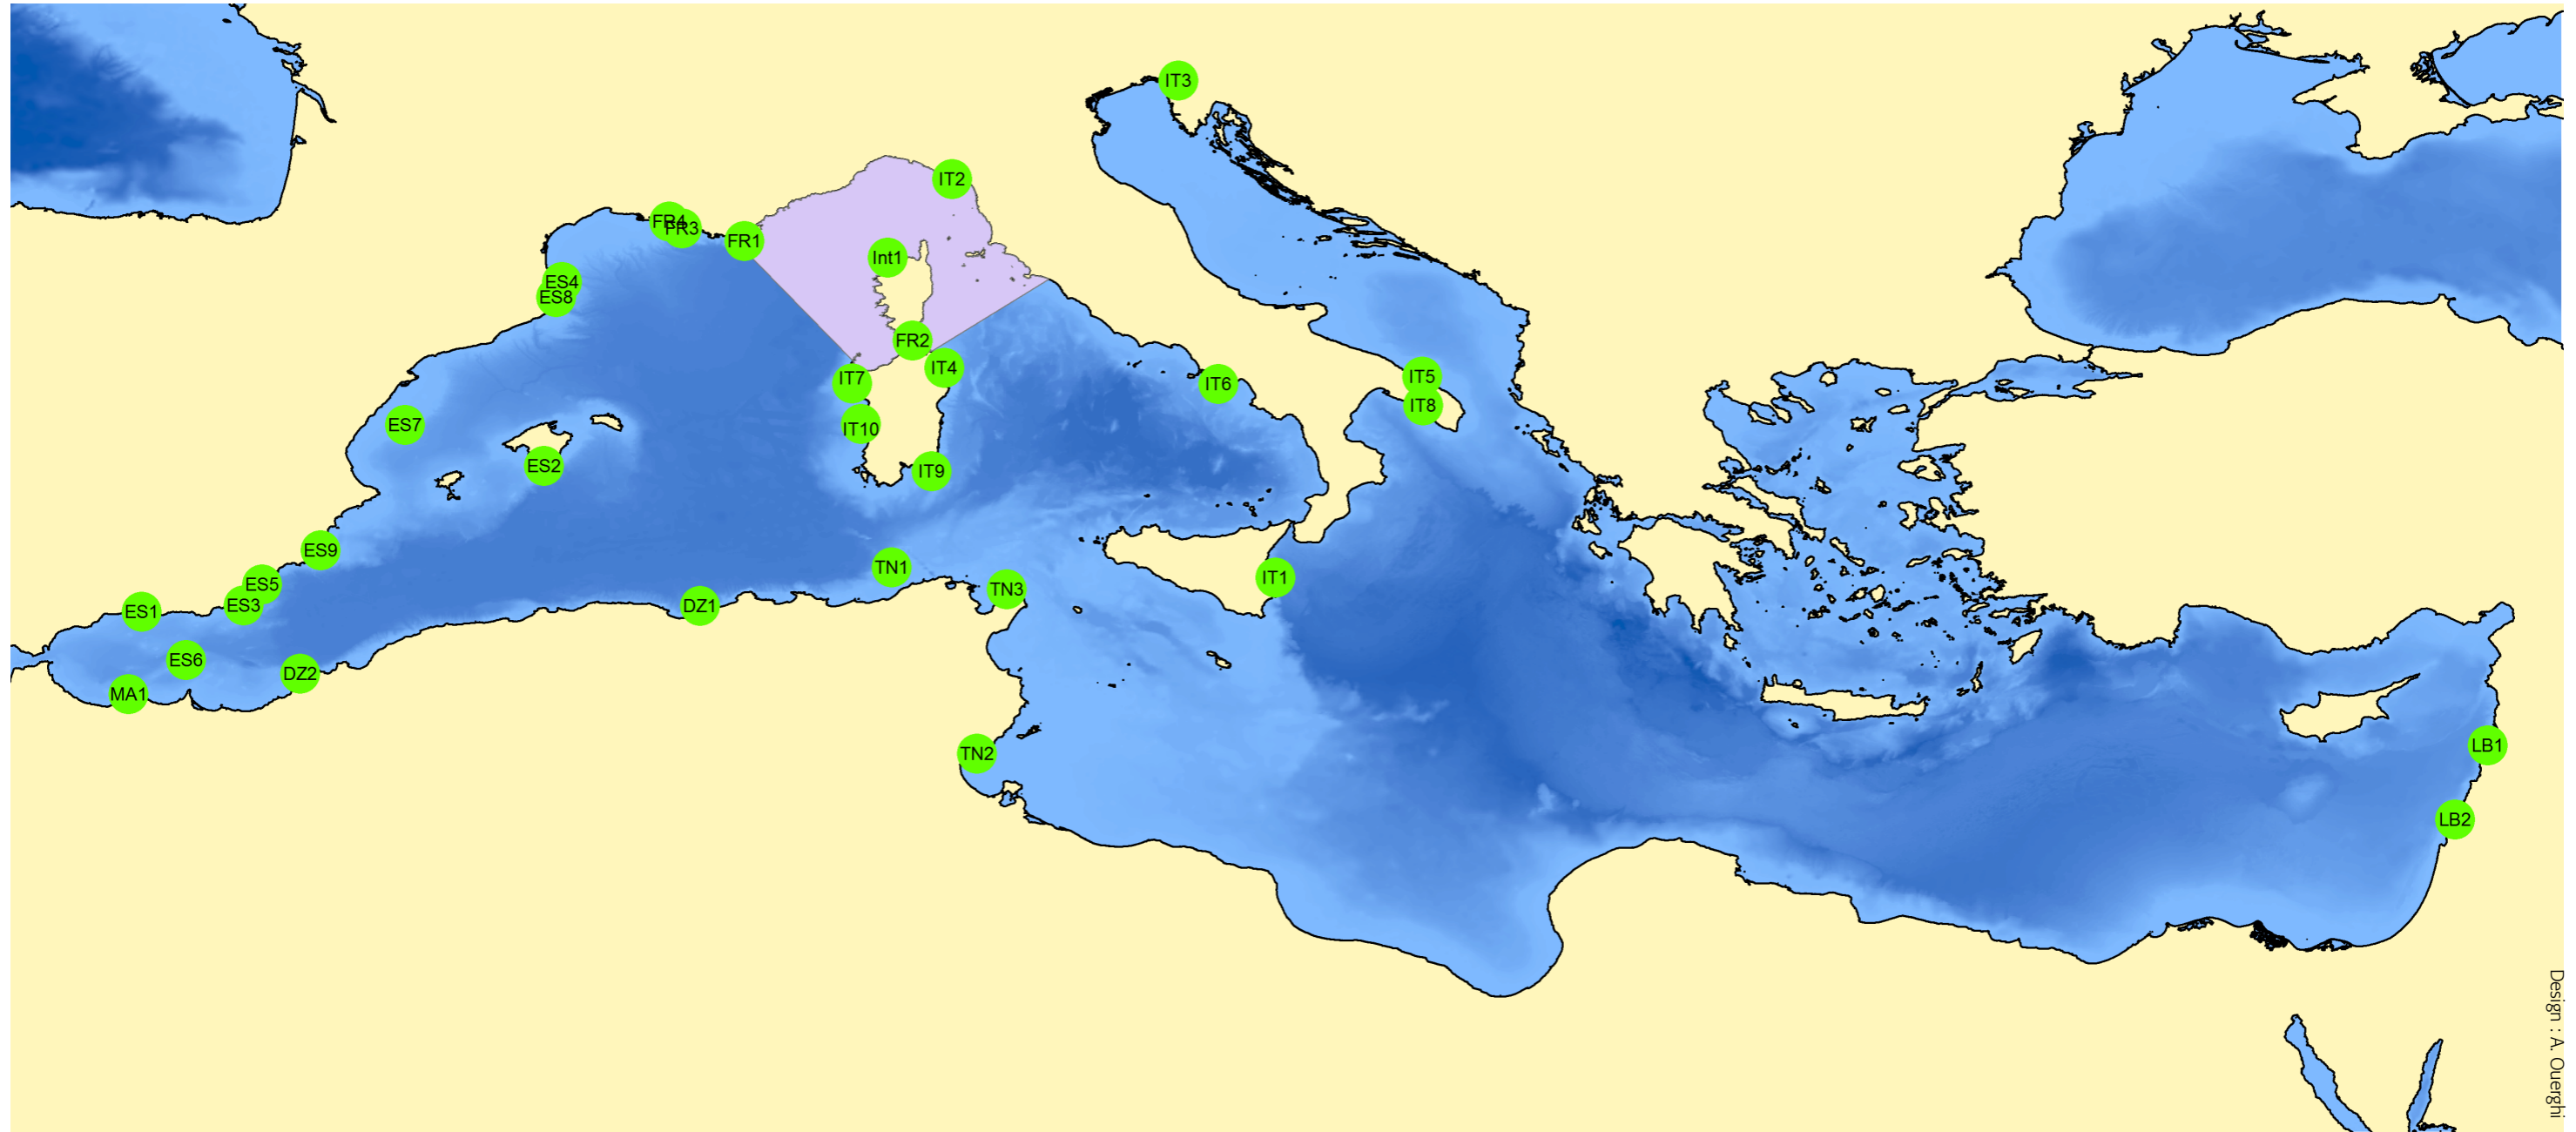 IT3
IT2
FR4
FR3
FR1
Int1
ES4
ES8
FR2
IT4
IT7
IT5
IT6
IT8
ES7
IT10
ES2
IT9
ES9
TN1
IT1
ES5
TN3
ES3
DZ1
ES1
ES6
DZ2
MA1
LB1
TN2
LB2
Design : A. Ouerghi